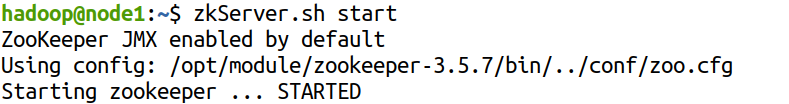 hadoop@node1:~$ zkServer.sh start
ZooKeeper JMX enabled by default
Using config: /opt/module/zookeeper-3.5.7/bin/../conf/zoo.cfg
Starting zookeeper ... STARTED